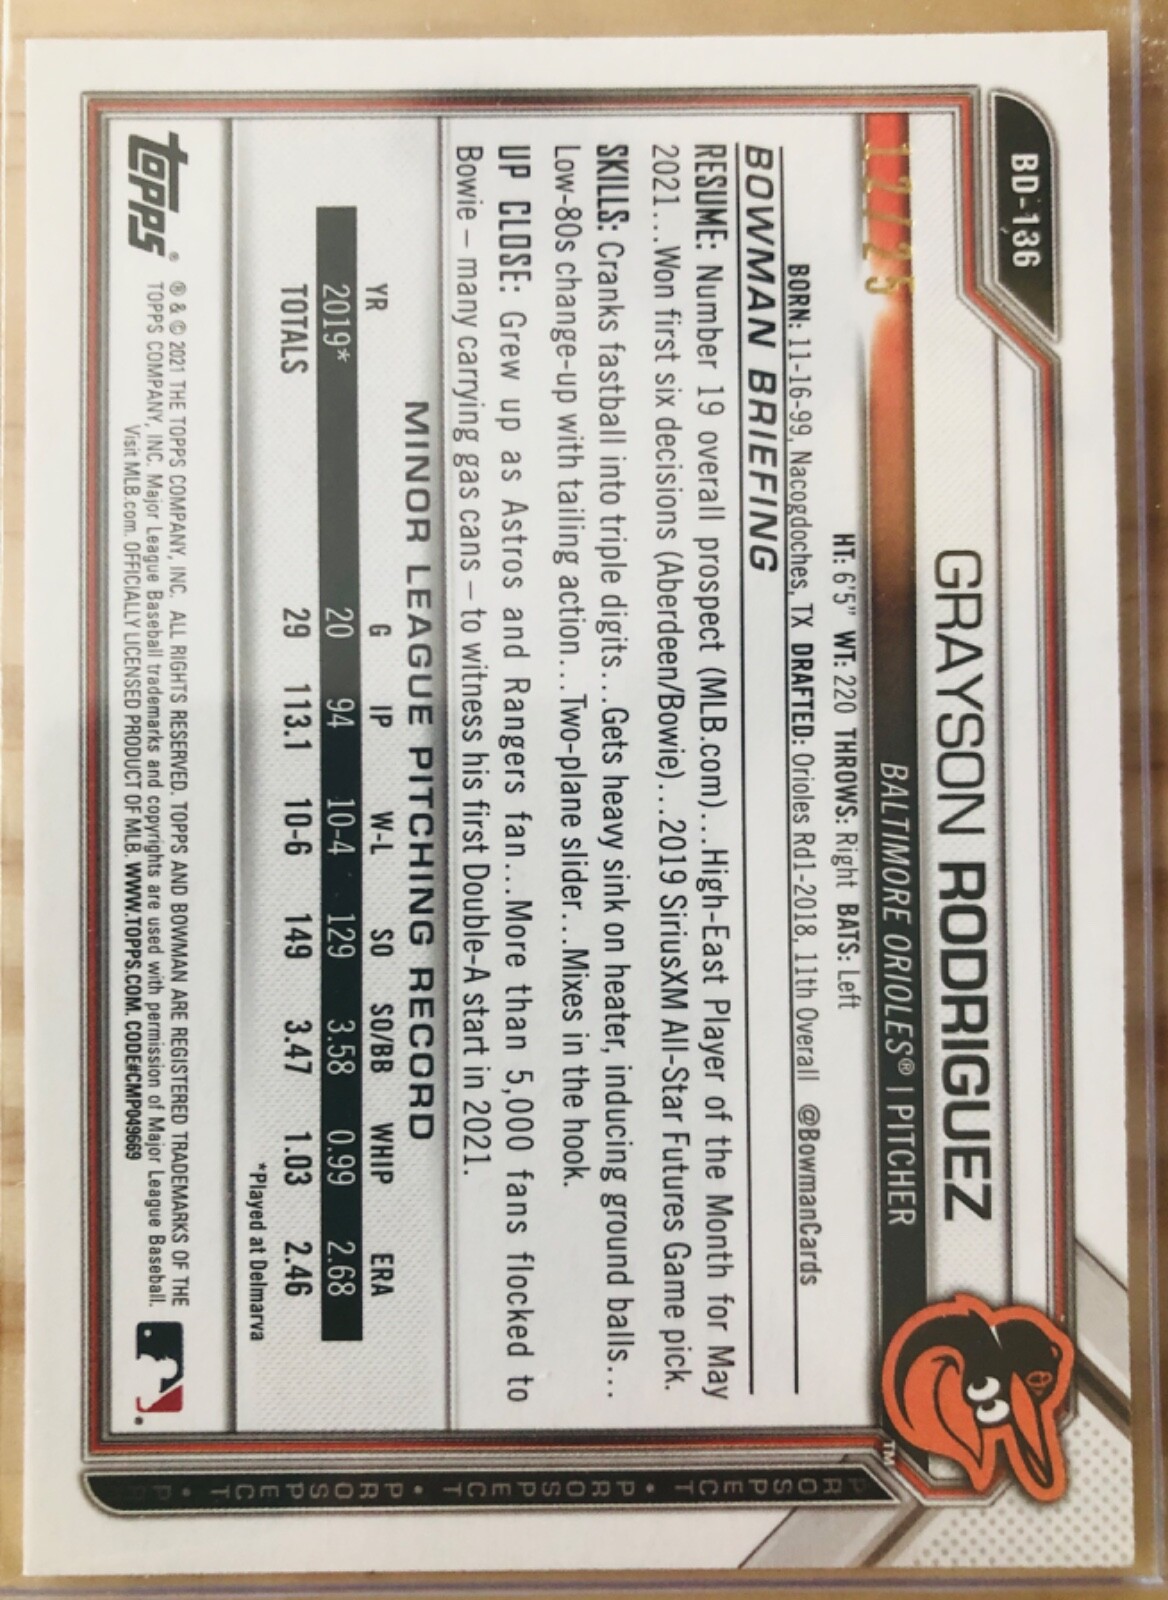 BD-136
GRAYSON RODRIGUEZ
12/25
BALTIMORE ORIOLES® | PITCHER
HT: 6'5" WT: 220 THROWS: Right BATS: Left
BORN: 11-16-99, Nacogdoches, TX DRAFTED: Orioles Rd1-2018, 11th Overall @BowmanCards
BOWMAN BRIEFING
RESUME: Number 19 overall prospect (MLB.com)...High-East Player of the Month for May
2021...Won first six decisions (Aberdeen/Bowie)...2019 SiriusXM All-Star Futures Game pick.
SKILLS: Cranks fastball into triple digits...Gets heavy sink on heater, inducing ground balls...
Low-80s change-up with tailing action...Two-plane slider...Mixes in the hook.
UP CLOSE: Grew up as Astros and Rangers fan...More than 5,000 fans flocked to
Bowie – many carrying gas cans – to witness his first Double-A start in 2021.
MINOR LEAGUE PITCHING RECORD
YR G IP W-L SO SO/BB WHIP ERA
2019* 20 94 10-4 129 3.58 0.99 2.68
TOTALS 29 113.1 10-6 149 3.47 1.03 2.46
*Played at Delmarva
topps®
® & © 2021 THE TOPPS COMPANY, INC. ALL RIGHTS RESERVED. TOPPS AND BOWMAN ARE REGISTERED TRADEMARKS OF THE
TOPPS COMPANY, INC. Major League Baseball trademarks and copyrights are used with permission of Major League Baseball.
Visit MLB.com. OFFICIALLY LICENSED PRODUCT OF MLB. WWW.TOPPS.COM. CODE#CMP049669
TM
PROSPECT • PROSPECT • PROSPECT • P